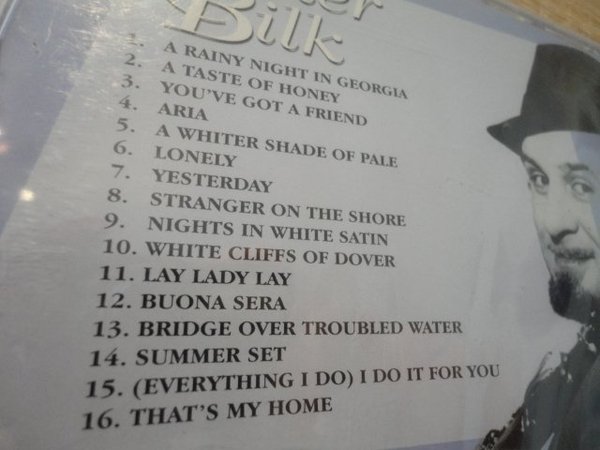 Bilk
1. A RAINY NIGHT IN GEORGIA
2. A TASTE OF HONEY
3. YOU'VE GOT A FRIEND
4. ARIA
5. A WHITER SHADE OF PALE
6. LONELY
7. YESTERDAY
8. STRANGER ON THE SHORE
9. NIGHTS IN WHITE SATIN
10. WHITE CLIFFS OF DOVER
11. LAY LADY LAY
12. BUONA SERA
13. BRIDGE OVER TROUBLED WATER
14. SUMMER SET
15. (EVERYTHING I DO) I DO IT FOR YOU
16. THAT'S MY HOME